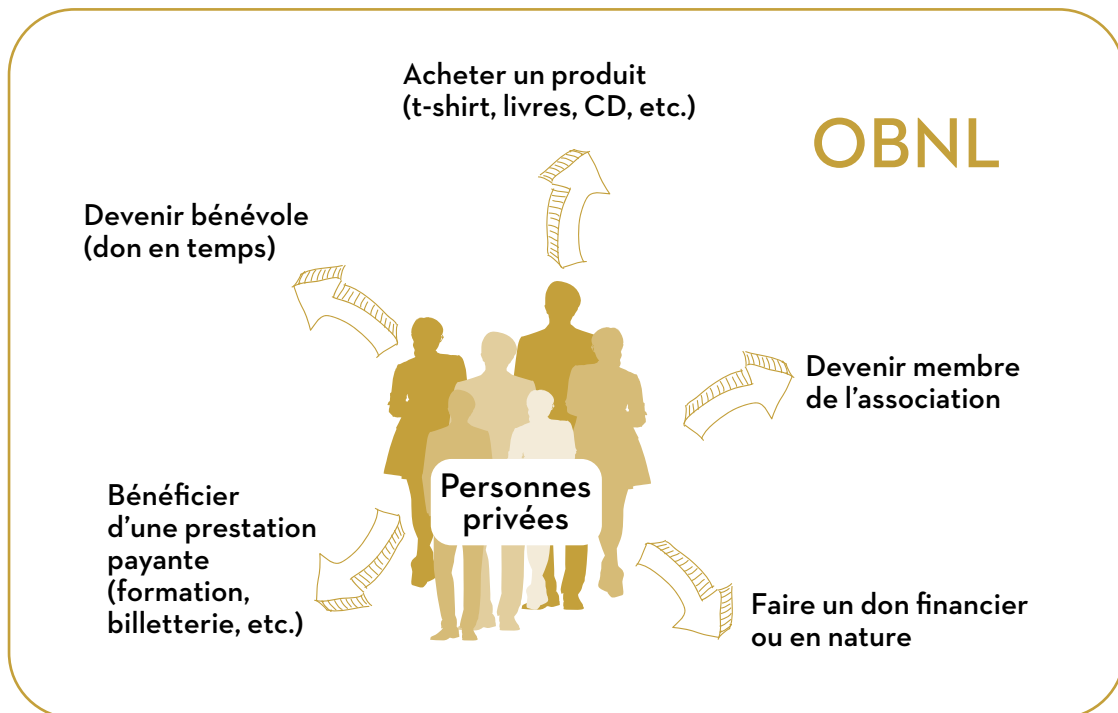 Acheter un produit
(t-shirt, livres, CD, etc.)
OBNL
Devenir bénévole
(don en temps)
Devenir membre
de l'association
Personnes
privées
Bénéficier
d'une prestation
payante
(formation,
billetterie, etc.)
Faire un don financier
ou en nature